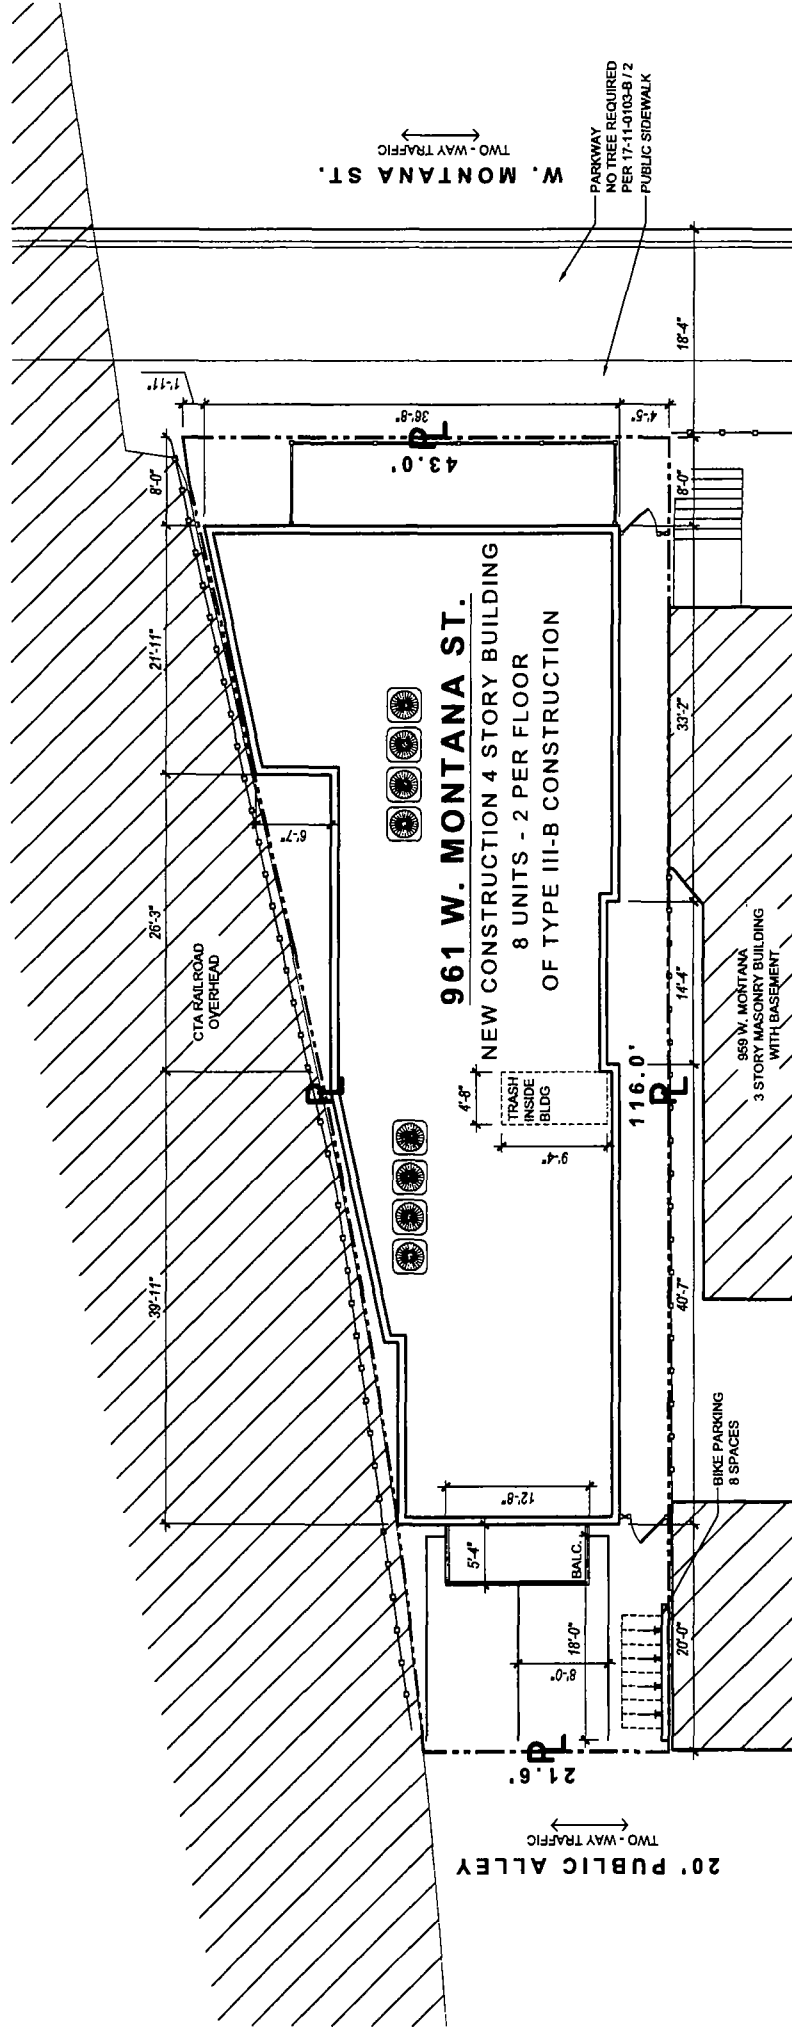 TWO - WAY TRAFFIC
W. MONTANA ST.
PARKWAY
NO TREE REQUIRED
PER 17-11-0103-B / 2
PUBLIC SIDEWALK
1'-11"
36'-8"
4'-5"
18'-4"
8'-0"
8'-0"
43.0'
PL
21'-11"
26'-3"
39'-11"
6'-7"
CTA RAILROAD
OVERHEAD
961 W. MONTANA ST.
NEW CONSTRUCTION 4 STORY BUILDING
8 UNITS - 2 PER FLOOR
OF TYPE III-B CONSTRUCTION
33'-2"
14'-4"
40'-7"
20'-0"
959 W. MONTANA
3 STORY MASONRY BUILDING
WITH BASEMENT
PL
116.0'
PL
4'-8"
TRASH
INSIDE
BLDG
9'-4"
12'-8"
5'-4"
BALC.
18'-0"
8'-0"
BIKE PARKING
8 SPACES
PL
21.6'
TWO - WAY TRAFFIC
20' PUBLIC ALLEY